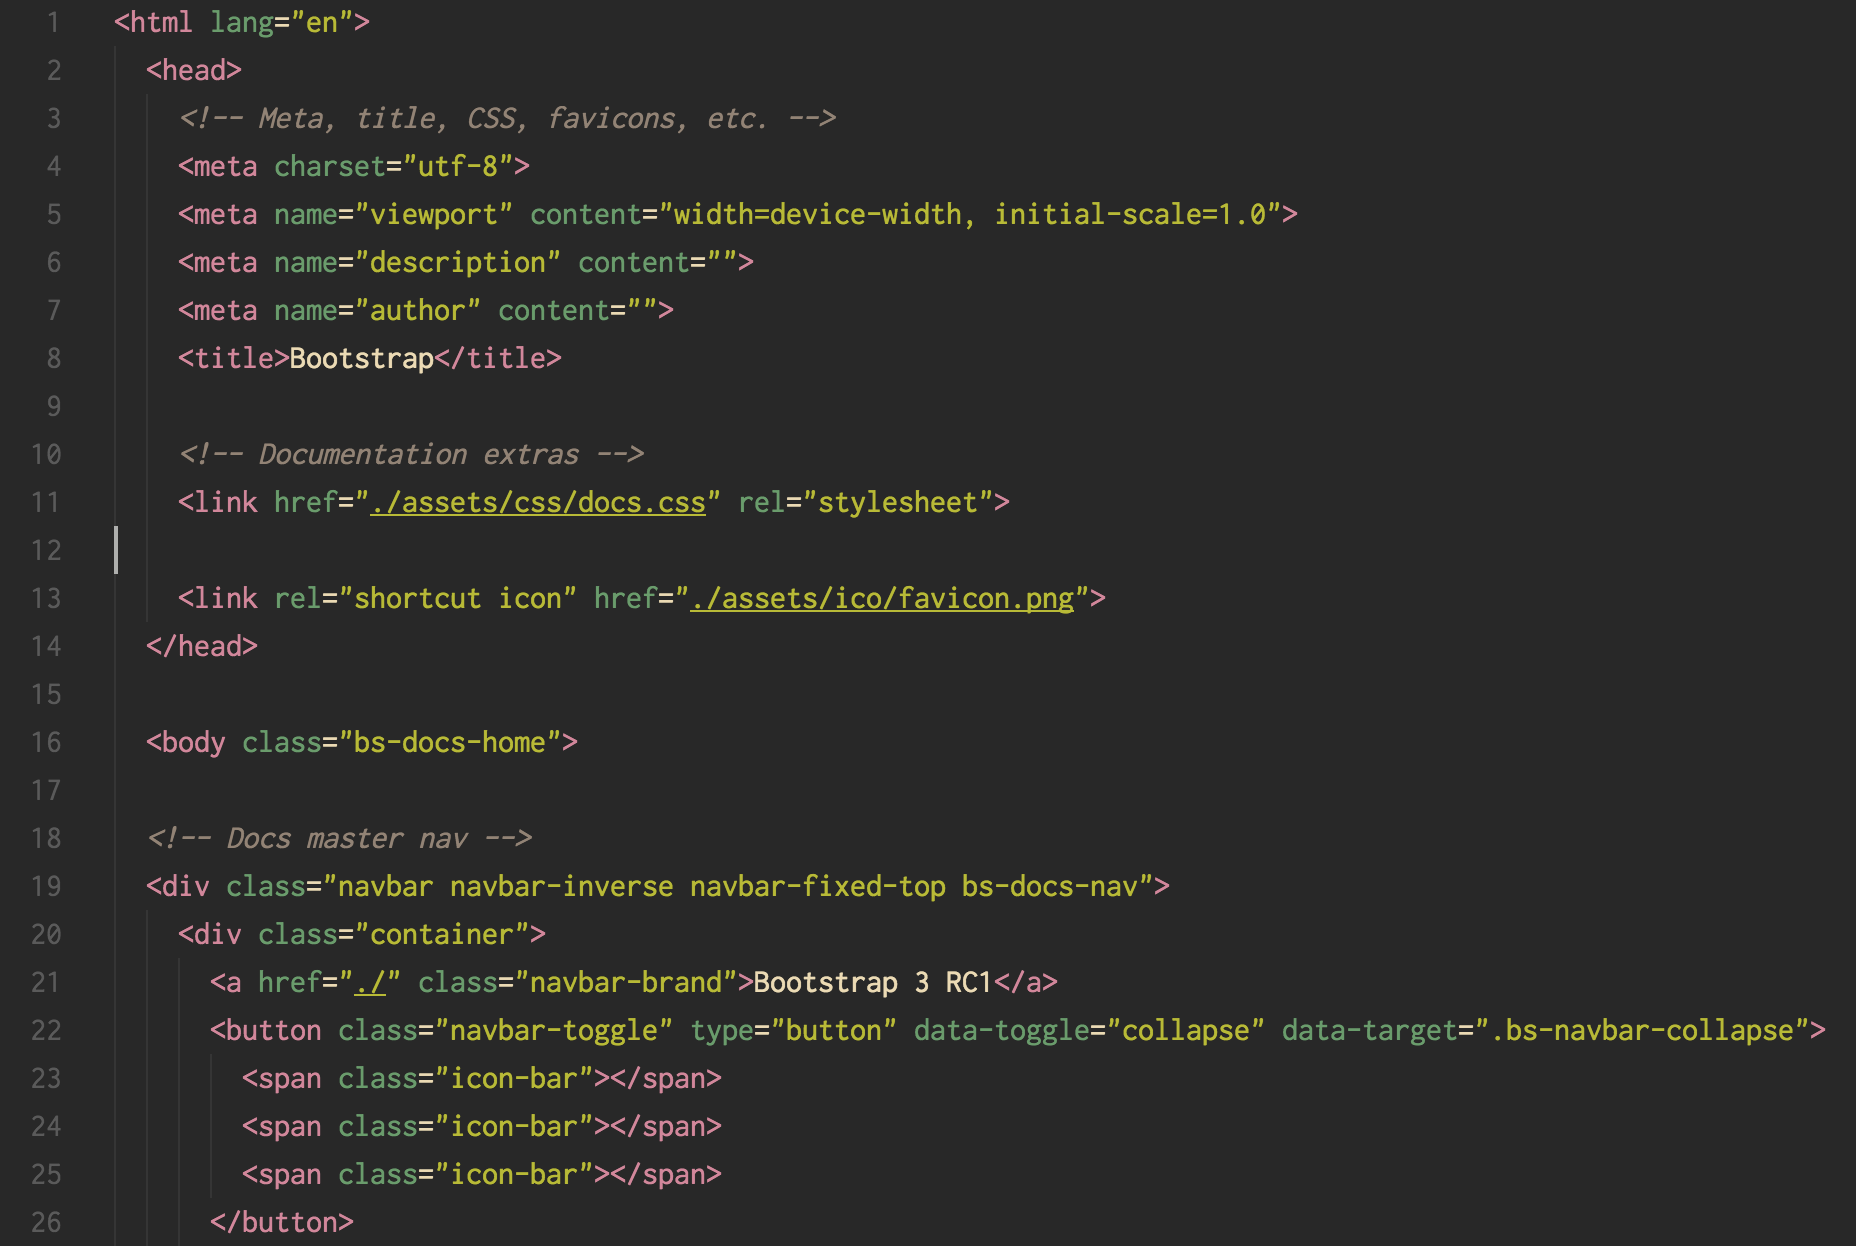 1 <html lang="en">
2 <head>
3 <!-- Meta, title, CSS, favicons, etc. -->
4 <meta charset="utf-8">
5 <meta name="viewport" content="width=device-width, initial-scale=1.0">
6 <meta name="description" content="">
7 <meta name="author" content="">
8 <title>Bootstrap</title>
9
10 <!-- Documentation extras -->
11 <link href="./assets/css/docs.css" rel="stylesheet">
12
13 <link rel="shortcut icon" href="./assets/ico/favicon.png">
14 </head>
15
16 <body class="bs-docs-home">
17
18 <!-- Docs master nav -->
19 <div class="navbar navbar-inverse navbar-fixed-top bs-docs-nav">
20 <div class="container">
21 <a href="./" class="navbar-brand">Bootstrap 3 RC1</a>
22 <button class="navbar-toggle" type="button" data-toggle="collapse" data-target=".bs-navbar-collapse">
23 <span class="icon-bar"></span>
24 <span class="icon-bar"></span>
25 <span class="icon-bar"></span>
26 </button>